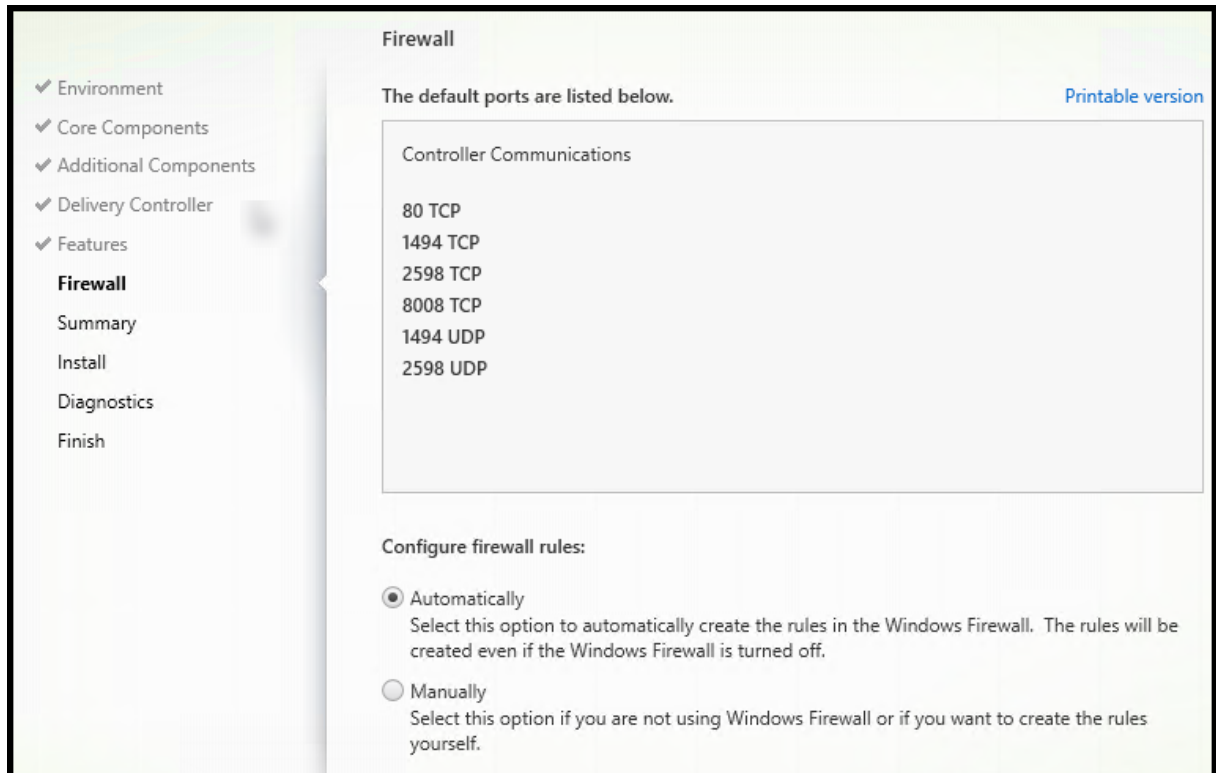 Firewall
Environment
Core Components
Additional Components
Delivery Controller
Features
Firewall
Summary
Install
Diagnostics
Finish
The default ports are listed below.
Printable version
Controller Communications
80 TCP
1494 TCP
2598 TCP
8008 TCP
1494 UDP
2598 UDP
Configure firewall rules:
Automatically
Select this option to automatically create the rules in the Windows Firewall. The rules will be
created even if the Windows Firewall is turned off.
Manually
Select this option if you are not using Windows Firewall or if you want to create the rules
yourself.